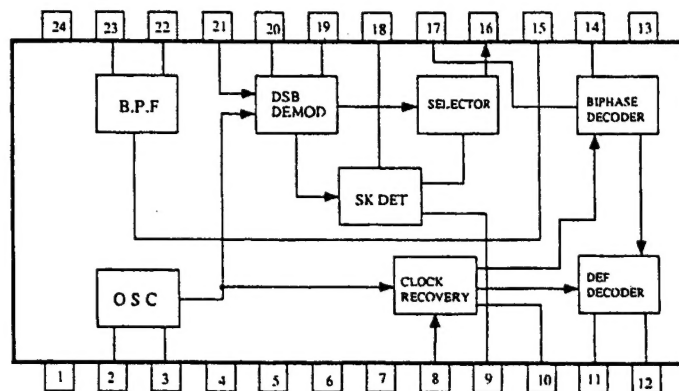 24 23 22 21 20 19 18 17 16 15 14 13
B.P.F
DSB
DEMOD
SELECTOR
BIPHASE
DECODER
SK DET
OSC
CLOCK
RECOVERY
DEF
DECODER
1 2 3 4 5 6 7 8 9 10 11 12